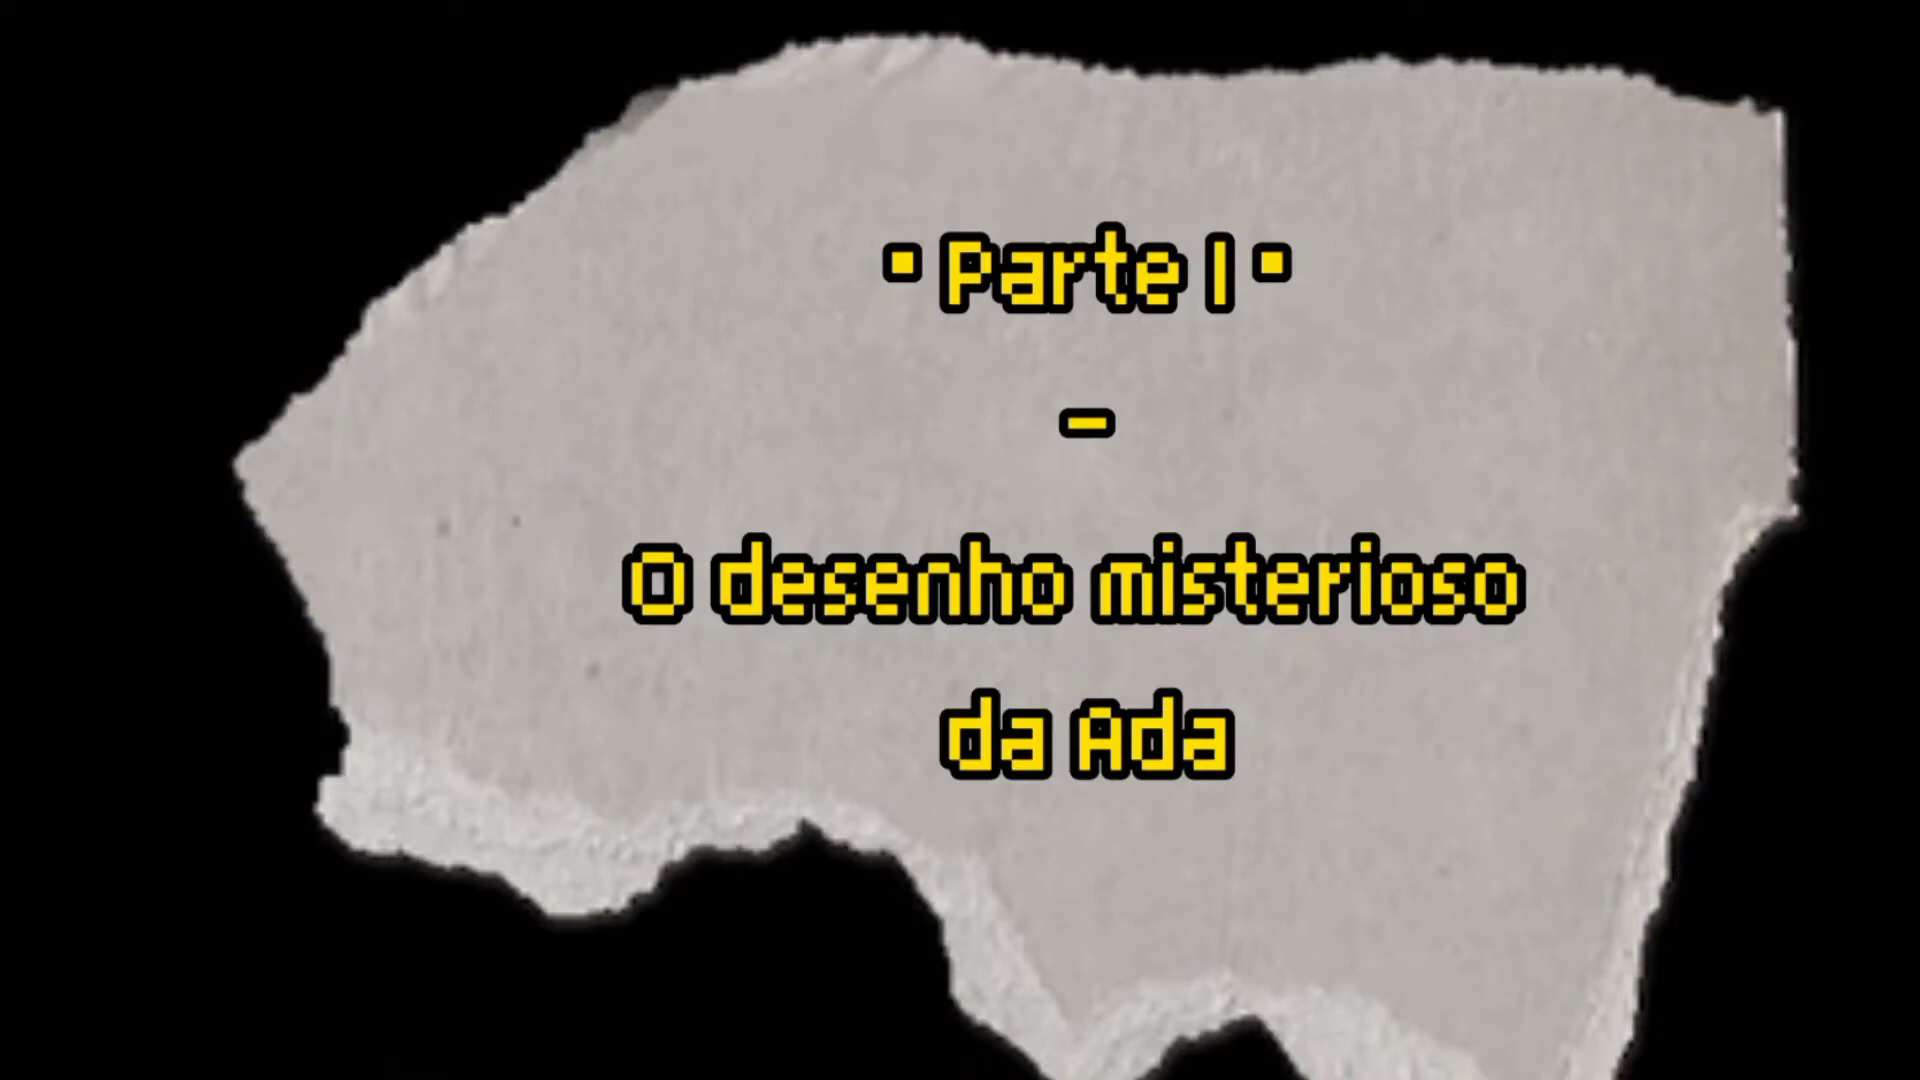 • Parte I •
-
O desenho misterioso
da Ada